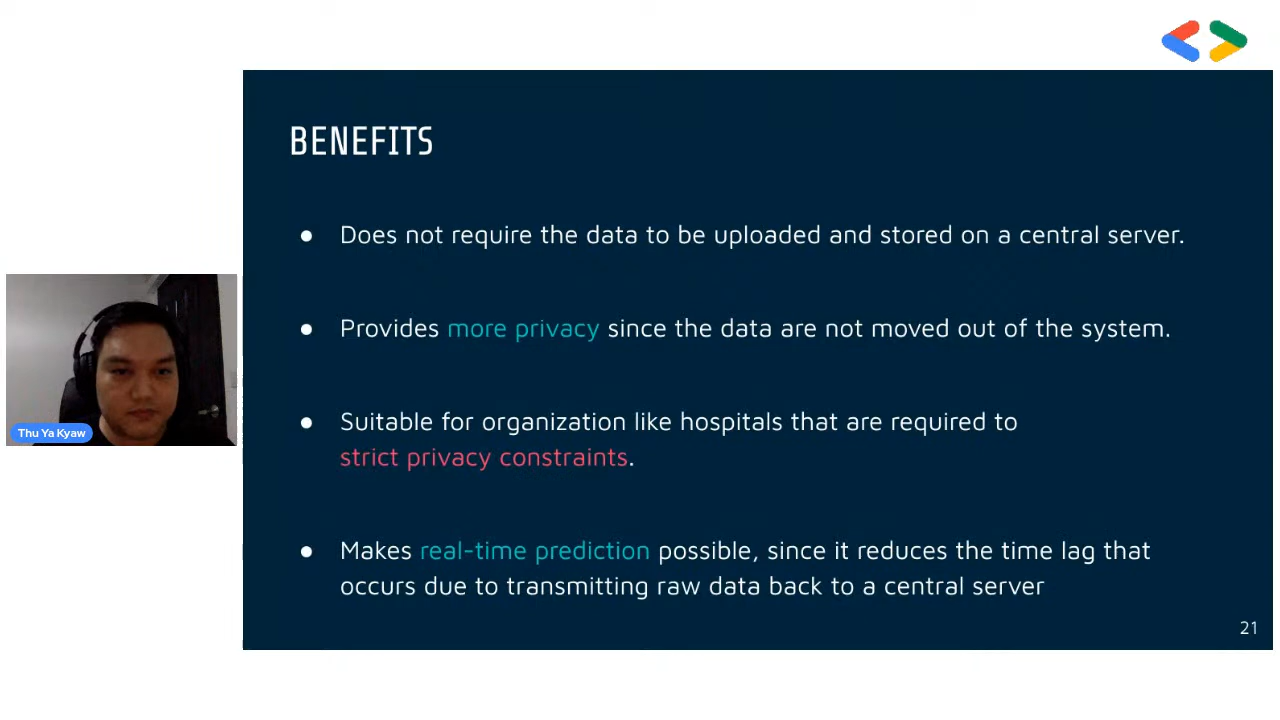 BENEFITS
● Does not require the data to be uploaded and stored on a central server.
● Provides more privacy since the data are not moved out of the system.
● Suitable for organization like hospitals that are required to
strict privacy constraints.
● Makes real-time prediction possible, since it reduces the time lag that
occurs due to transmitting raw data back to a central server
21
Thu Ya Kyaw